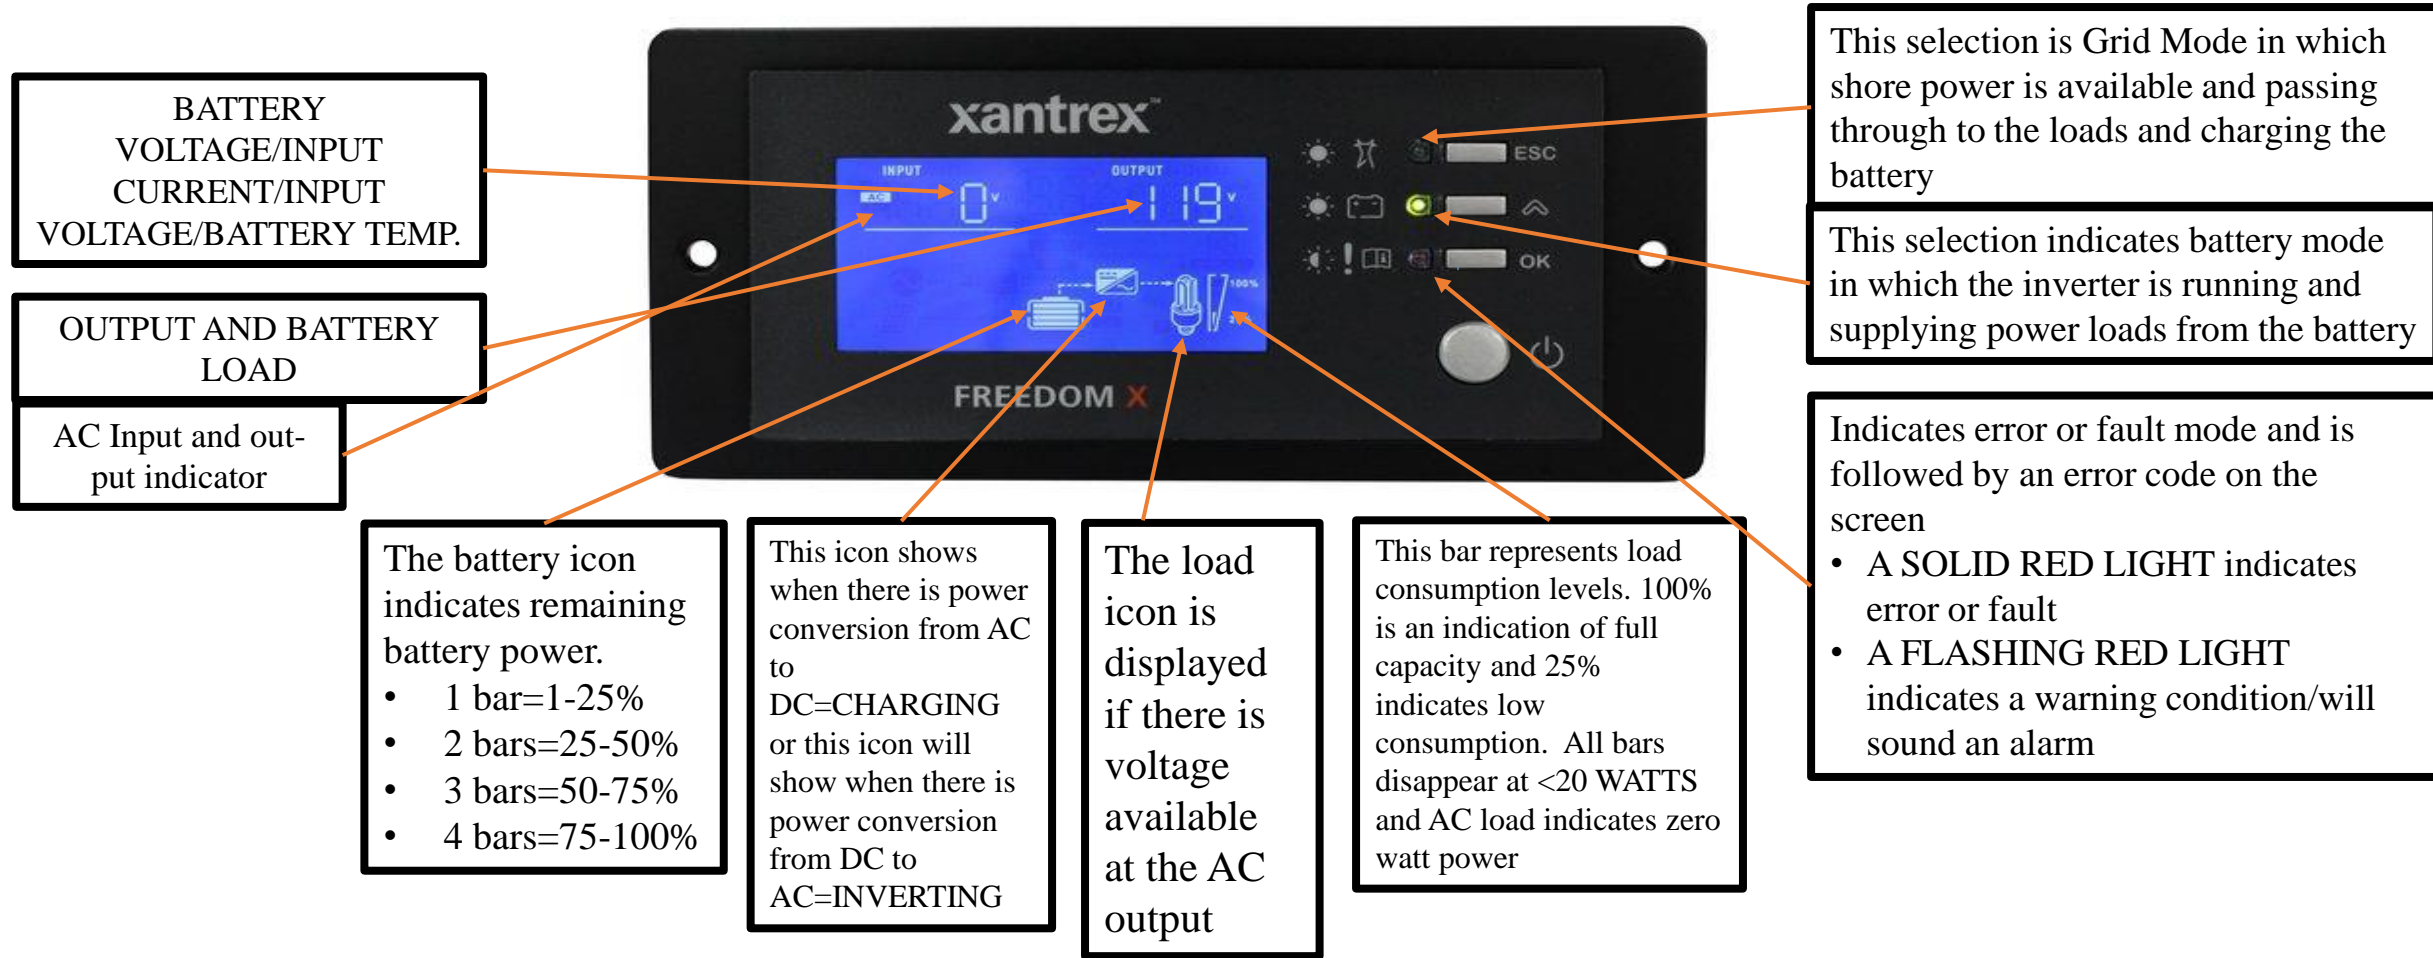 BATTERY
VOLTAGE/INPUT
CURRENT/INPUT
VOLTAGE/BATTERY TEMP.
OUTPUT AND BATTERY
LOAD
AC Input and out-
put indicator
xantrex™
INPUT
OUTPUT
AC
0 v
119 v
100%
FREEDOM X
ESC
OK
This selection is Grid Mode in which
shore power is available and passing
through to the loads and charging the
battery
This selection indicates battery mode
in which the inverter is running and
supplying power loads from the battery
Indicates error or fault mode and is
followed by an error code on the
screen
• A SOLID RED LIGHT indicates
error or fault
• A FLASHING RED LIGHT
indicates a warning condition/will
sound an alarm
The battery icon
indicates remaining
battery power.
• 1 bar=1-25%
• 2 bars=25-50%
• 3 bars=50-75%
• 4 bars=75-100%
This icon shows
when there is power
conversion from AC
to
DC=CHARGING
or this icon will
show when there is
power conversion
from DC to
AC=INVERTING
The load
icon is
displayed
if there is
voltage
available
at the AC
output
This bar represents load
consumption levels. 100%
is an indication of full
capacity and 25%
indicates low
consumption.  All bars
disappear at <20 WATTS
and AC load indicates zero
watt power